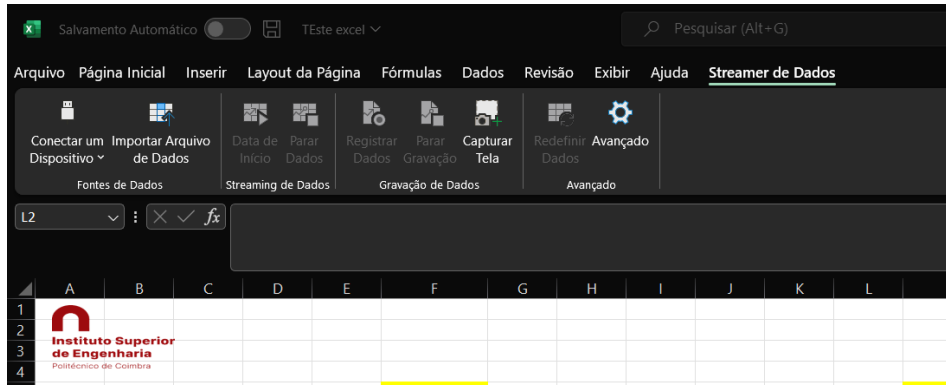 Salvamento Automático TEste excel Pesquisar (Alt+G)
Arquivo Página Inicial Inserir Layout da Página Fórmulas Dados Revisão Exibir Ajuda Streamer de Dados
Conectar um Dispositivo
Importar Arquivo de Dados
Data de Início
Parar Dados
Registrar Dados
Parar Gravação
Capturar Tela
Redefinir Dados
Avançado
Fontes de Dados Streaming de Dados Gravação de Dados Avançado
L2 fx
A B C D E F G H I J K L
1
2
3
4
Instituto Superior
de Engenharia
Politécnico de Coimbra